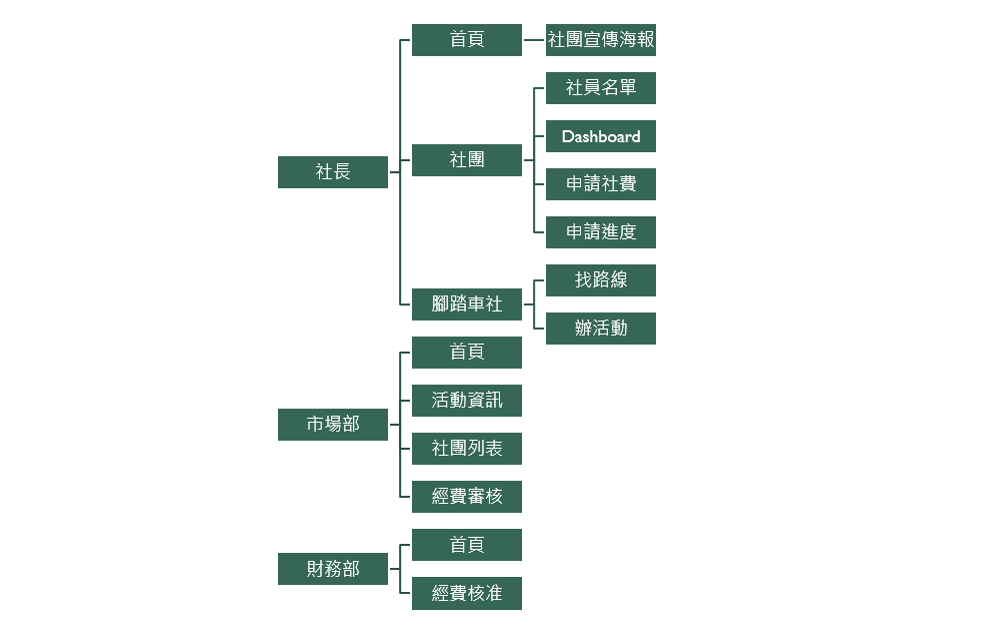 社長
首頁
社團宣傳海報
社團
社員名單
Dashboard
申請社費
申請進度
腳踏車社
找路線
辦活動
市場部
首頁
活動資訊
社團列表
經費審核
財務部
首頁
經費核准